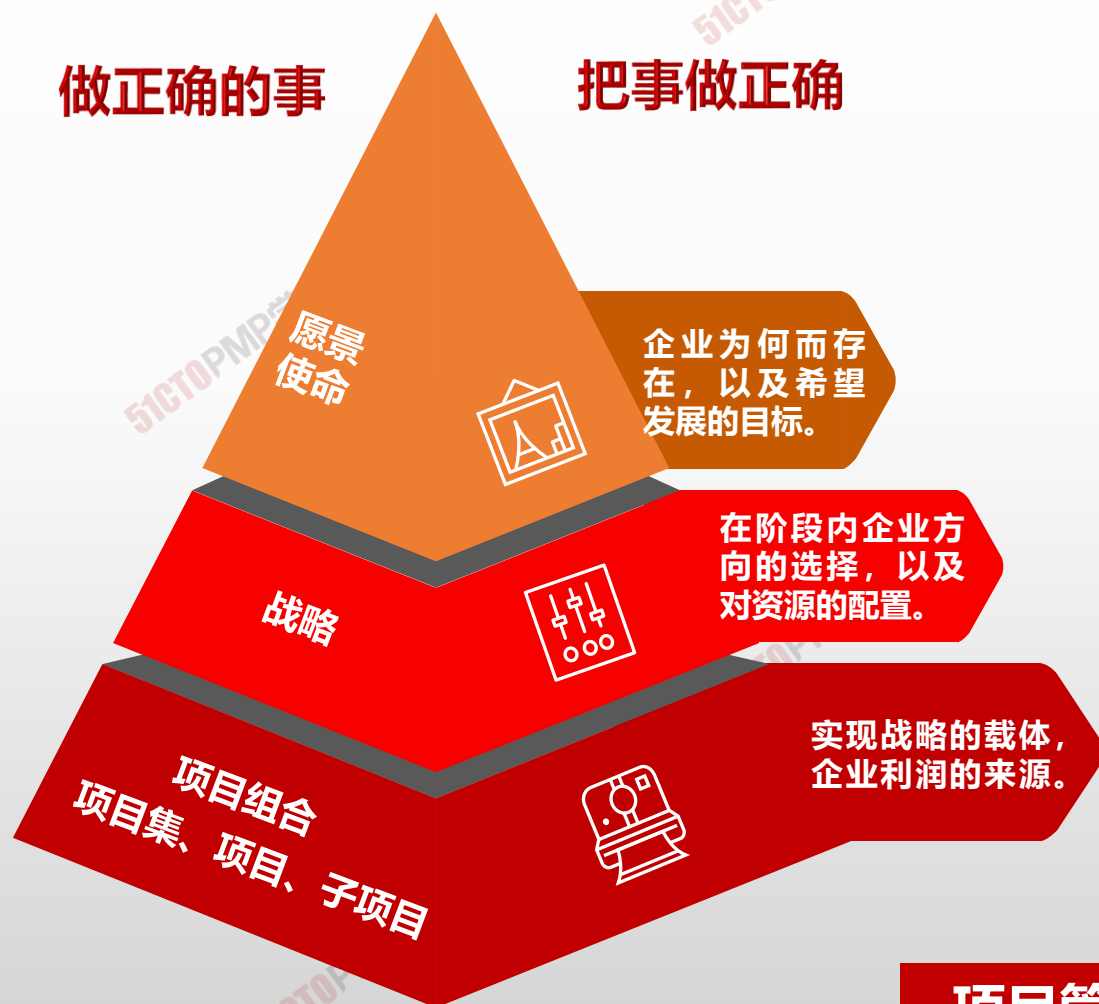 做正确的事
把事做正确
愿景
使命
企业为何而存
在，以及希望
发展的目标。
战略
在阶段内企业方
向的选择，以及
对资源的配置。
项目组合
项目集、项目、子项目
实现战略的载体，
企业利润的来源。
51CTOPMP